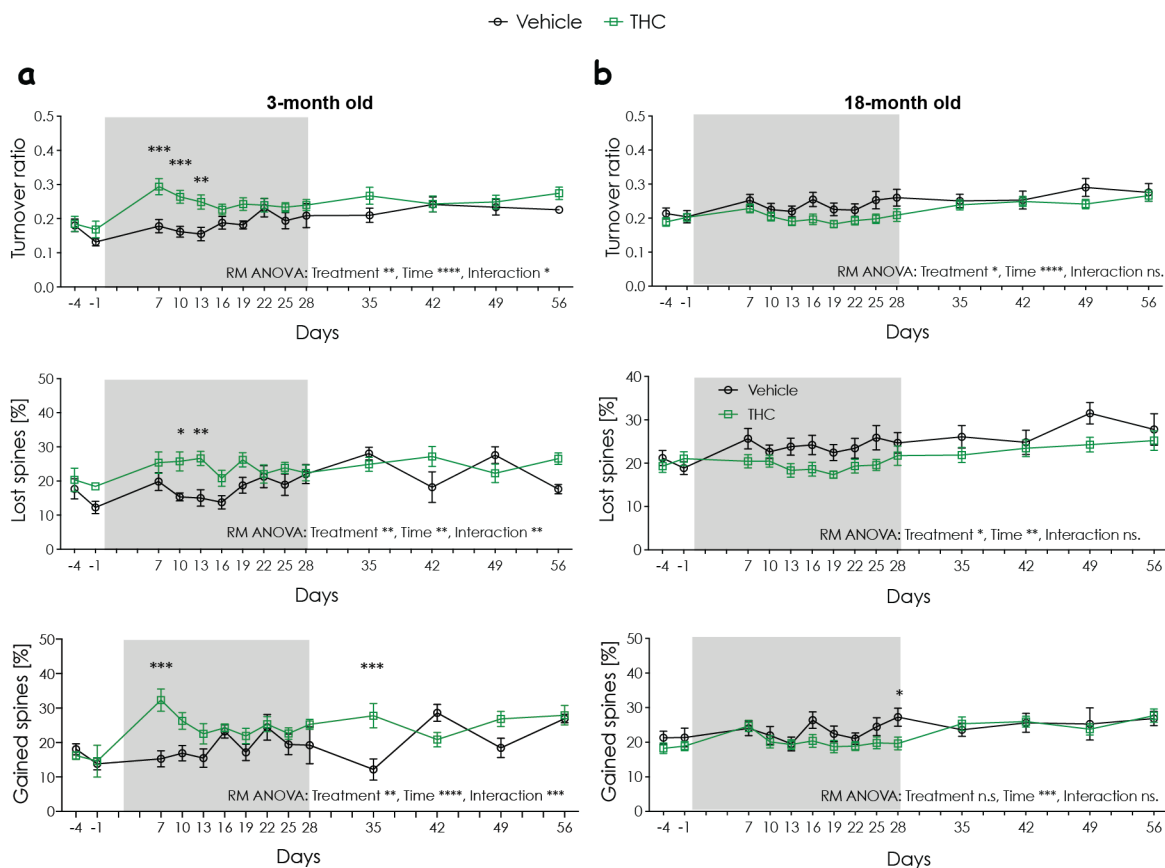 Vehicle THC
a
3-month old
Turnover ratio
0.5
0.4
0.3
0.2
0.1
0.0
*** *** **
RM ANOVA: Treatment **, Time ****, Interaction *
-4 -1 7 10 13 16 19 22 25 28 35 42 49 56
Days
Lost spines [%]
50
40
30
20
10
0
* **
RM ANOVA: Treatment **, Time **, Interaction **
-4 -1 7 10 13 16 19 22 25 28 35 42 49 56
Days
Gained spines [%]
50
40
30
20
10
0
*** ***
RM ANOVA: Treatment **, Time ****, Interaction ***
-4 -1 7 10 13 16 19 22 25 28 35 42 49 56
Days
b
18-month old
Turnover ratio
0.5
0.4
0.3
0.2
0.1
0.0
RM ANOVA: Treatment *, Time ****, Interaction ns.
-4 -1 7 10 13 16 19 22 25 28 35 42 49 56
Days
Lost spines [%]
40
30
20
10
0
Vehicle
THC
RM ANOVA: Treatment *, Time **, Interaction ns.
-4 -1 7 10 13 16 19 22 25 28 35 42 49 56
Days
Gained spines [%]
50
40
30
20
10
0
*
RM ANOVA: Treatment n.s, Time ***, Interaction ns.
-4 -1 7 10 13 16 19 22 25 28 35 42 49 56
Days